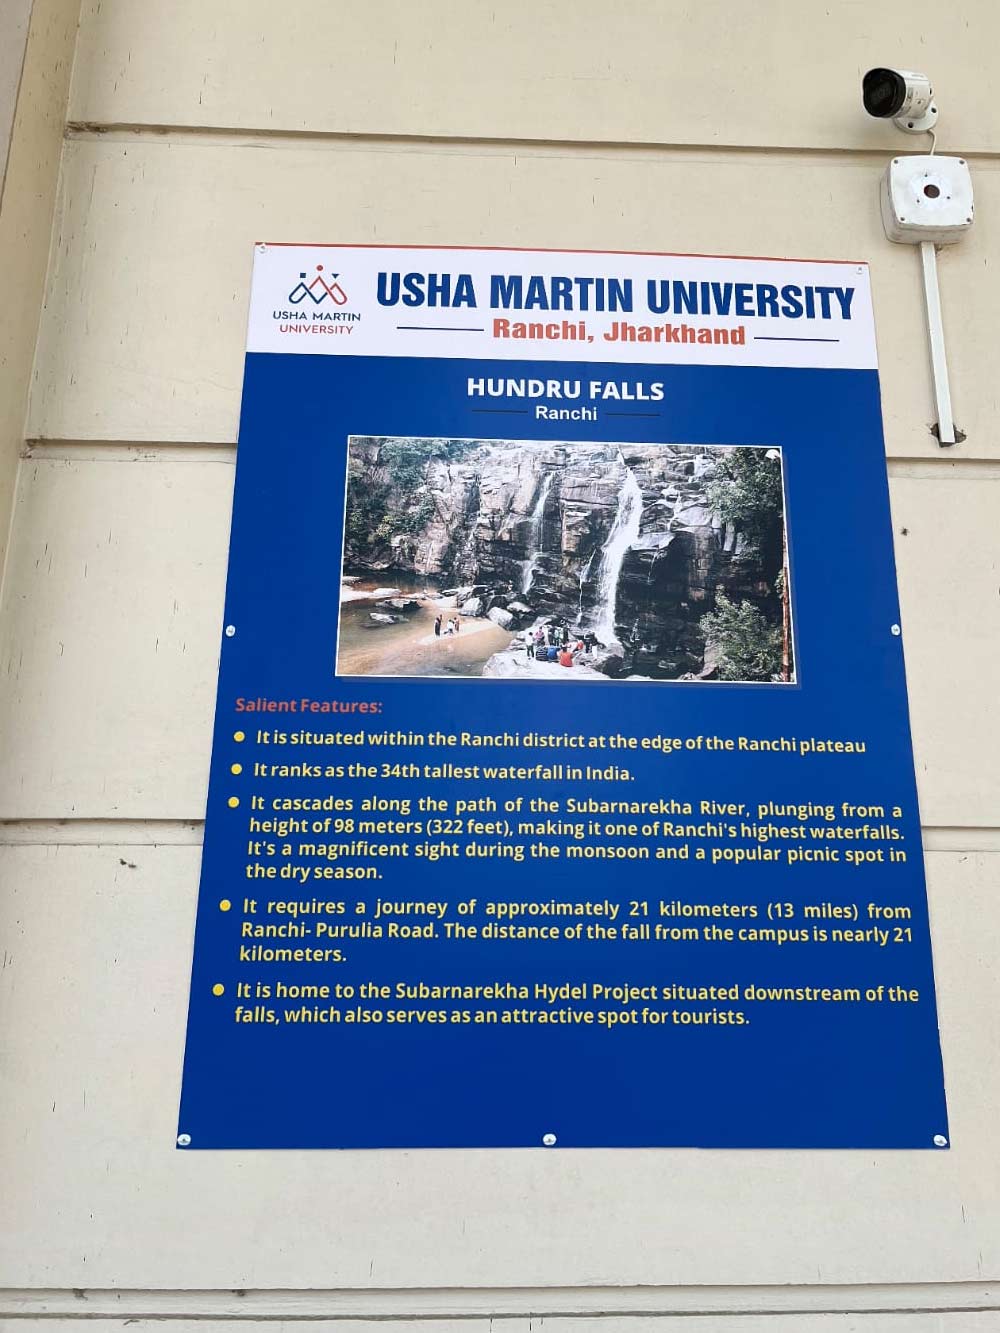 USHA MARTIN
UNIVERSITY
USHA MARTIN UNIVERSITY
Ranchi, Jharkhand
HUNDRU FALLS
Ranchi
Salient Features:
It is situated within the Ranchi district at the edge of the Ranchi plateau
It ranks as the 34th tallest waterfall in India.
It cascades along the path of the Subarnarekha River, plunging from a
height of 98 meters (322 feet), making it one of Ranchi's highest waterfalls.
It's a magnificent sight during the monsoon and a popular picnic spot in
the dry season.
It requires a journey of approximately 21 kilometers (13 miles) from
Ranchi- Purulia Road. The distance of the fall from the campus is nearly 21
kilometers.
It is home to the Subarnarekha Hydel Project situated downstream of the
falls, which also serves as an attractive spot for tourists.